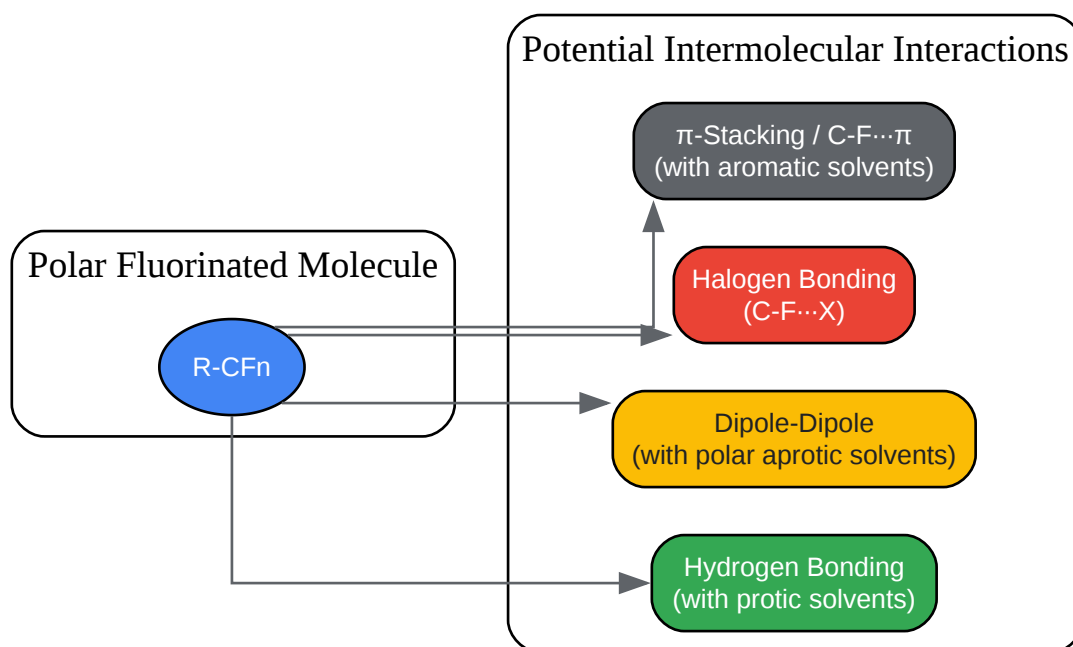 Potential Intermolecular Interactions
π-Stacking / C-F···π
(with aromatic solvents)
Polar Fluorinated Molecule
Halogen Bonding
(C-F···X)
R-CFn
Dipole-Dipole
(with polar aprotic solvents)
Hydrogen Bonding
(with protic solvents)